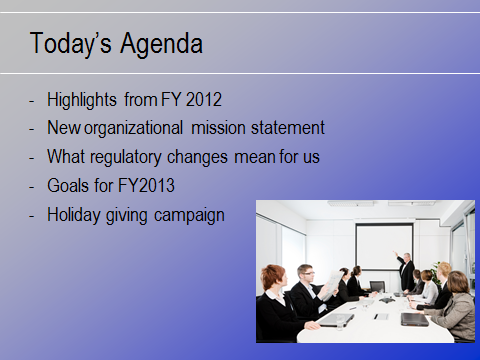 Today's Agenda
- Highlights from FY 2012
- New organizational mission statement
- What regulatory changes mean for us
- Goals for FY2013
- Holiday giving campaign